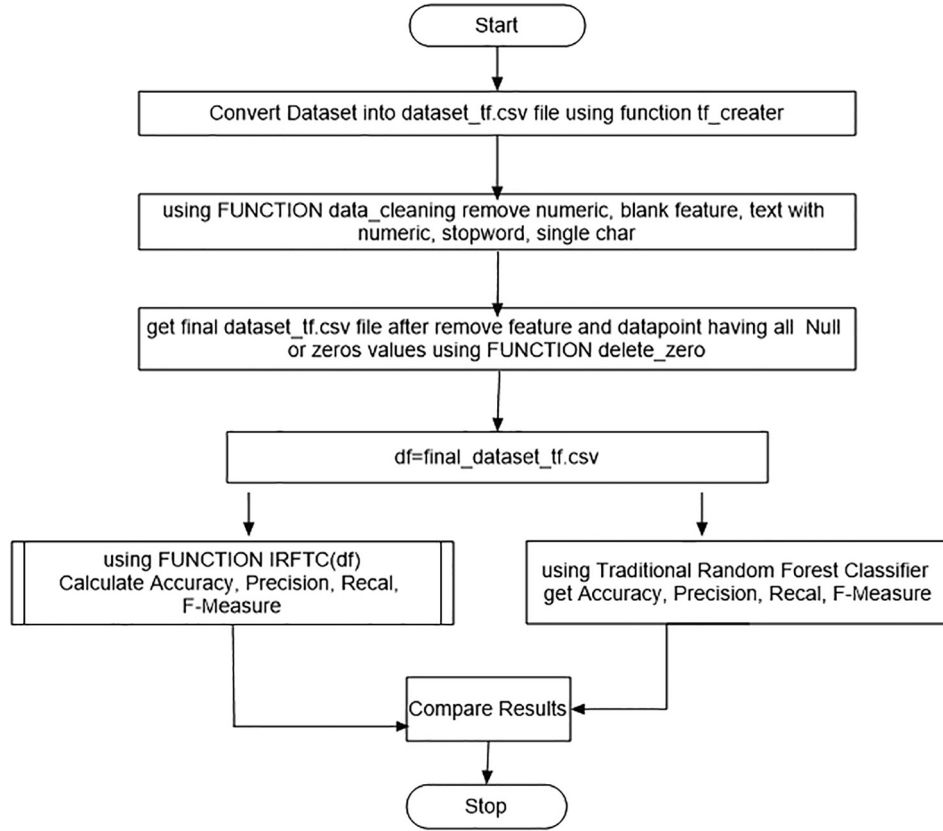 Start
Convert Dataset into dataset_tf.csv file using function tf_creater
using FUNCTION data_cleaning remove numeric, blank feature, text with
numeric, stopword, single char
get final dataset_tf.csv file after remove feature and datapoint having all Null
or zeros values using FUNCTION delete_zero
df=final_dataset_tf.csv
using FUNCTION IRFTC(df)
Calculate Accuracy, Precision, Recal,
F-Measure
using Traditional Random Forest Classifier
get Accuracy, Precision, Recal, F-Measure
Compare Results
Stop